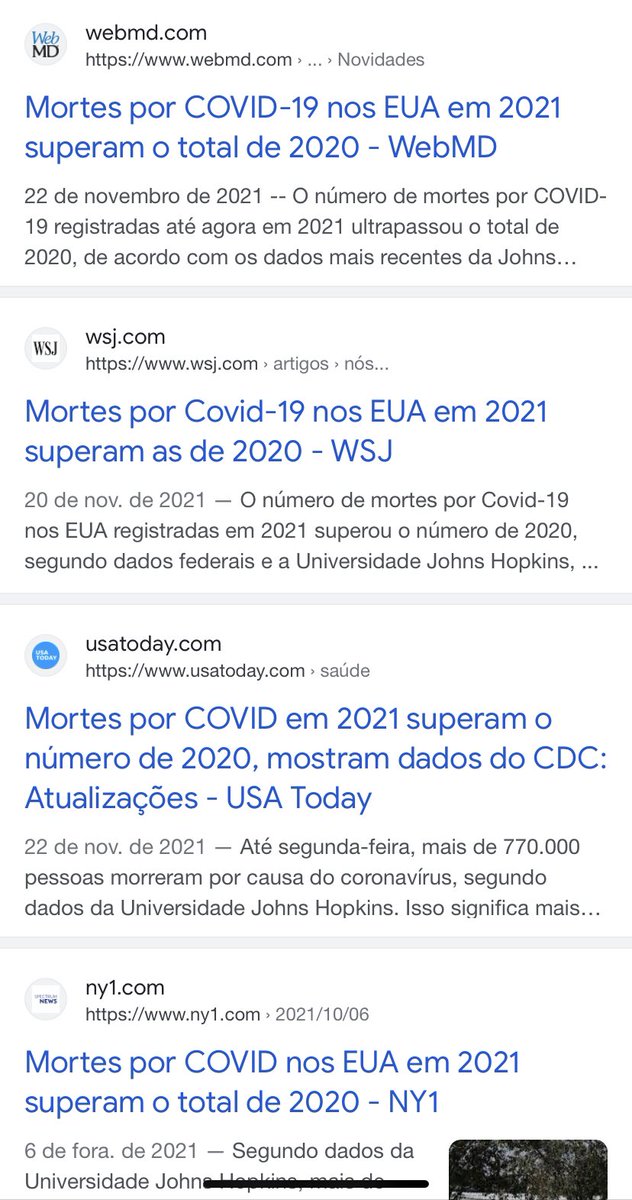 Web
MD
webmd.com
https://www.webmd.com › ... › Novidades
Mortes por COVID-19 nos EUA em 2021
superam o total de 2020 - WebMD
22 de novembro de 2021 -- O número de mortes por COVID-
19 registradas até agora em 2021 ultrapassou o total de
2020, de acordo com os dados mais recentes da Johns...
WSJ
wsj.com
https://www.wsj.com › artigos › nós...
Mortes por Covid-19 nos EUA em 2021
superam as de 2020 - WSJ
20 de nov. de 2021 — O número de mortes por Covid-19
nos EUA registradas em 2021 superou o número de 2020,
segundo dados federais e a Universidade Johns Hopkins, ...
USA
TODAY
usatoday.com
https://www.usatoday.com › saúde
Mortes por COVID em 2021 superam o
número de 2020, mostram dados do CDC:
Atualizações - USA Today
22 de nov. de 2021 — Até segunda-feira, mais de 770.000
pessoas morreram por causa do coronavírus, segundo
dados da Universidade Johns Hopkins. Isso significa mais...
SPECTRUM
NEWS
ny1.com
https://www.ny1.com › 2021/10/06
Mortes por COVID nos EUA em 2021
superam o total de 2020 - NY1
6 de fora. de 2021 — Segundo dados da
Universidade Johns Hopkins, mais de